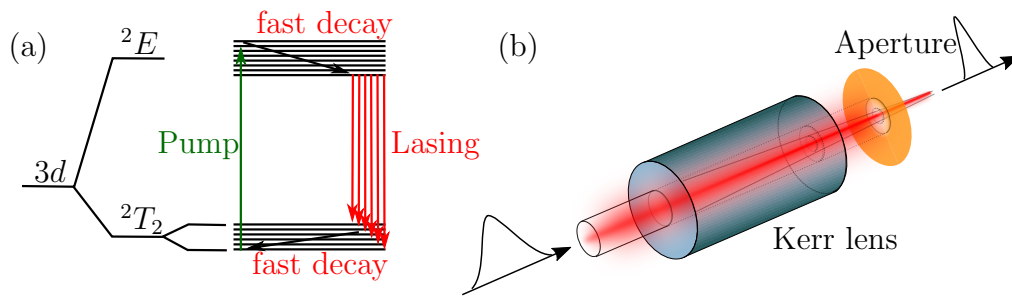 (a)
fast decay
²E
Pump
Lasing
3d
²T₂
fast decay
(b)
Aperture
Kerr lens